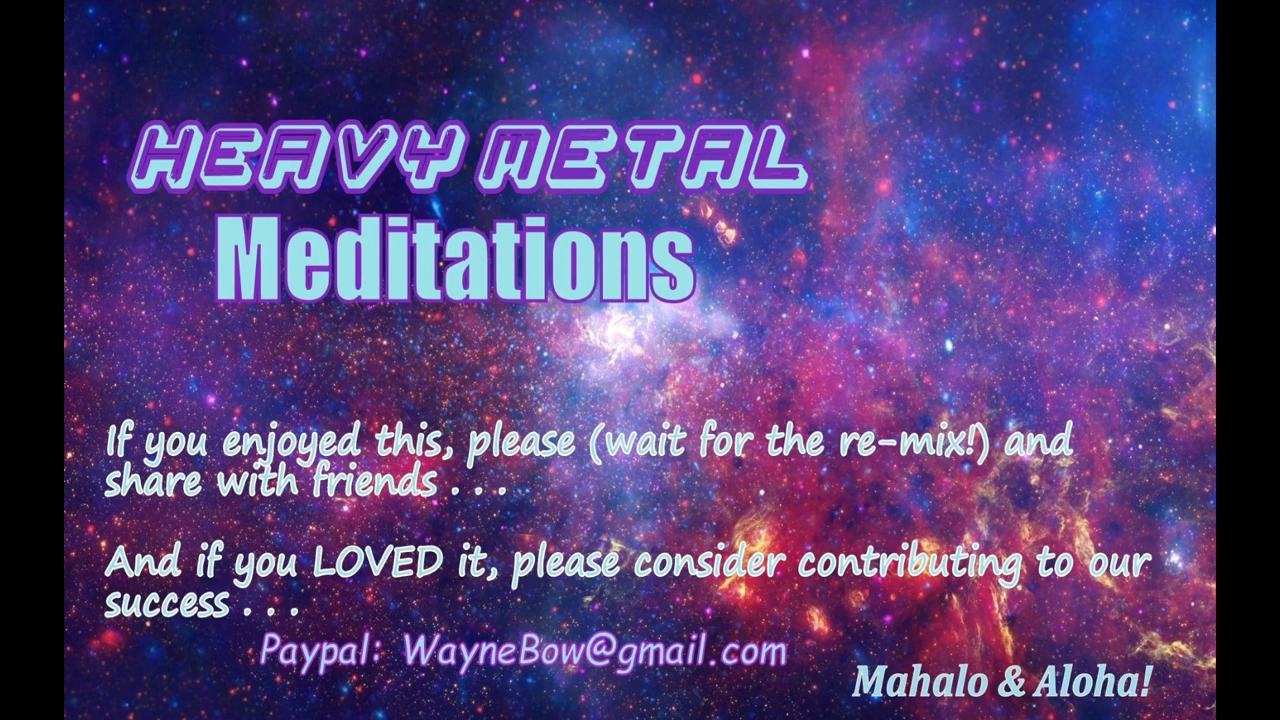 HEAVY METAL
Meditations
If you enjoyed this, please (wait for the re-mix!) and
share with friends . . .
And if you LOVED it, please consider contributing to our
success . . .
Paypal: WayneBow@gmail.com
Mahalo & Aloha!